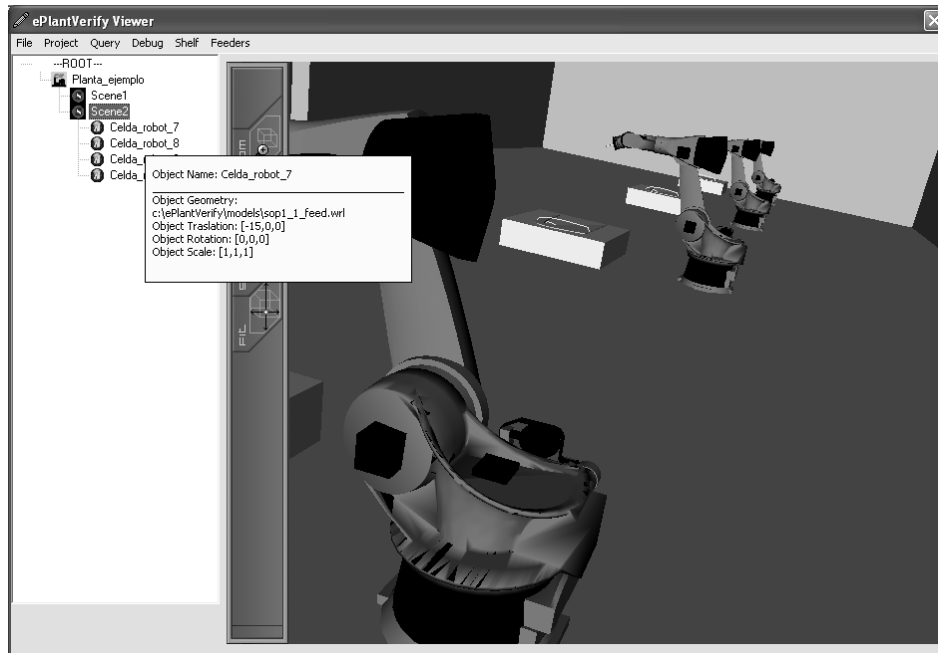 ePlantVerify Viewer
File Project Query Debug Shelf Feeders
---ROOT---
Planta_ejemplo
Scene1
Scene2
Celda_robot_7
Celda_robot_8
Object Name: Celda_robot_7
Object Geometry:
c:\ePlantVerify\models\sop1_1_feed.wrl
Object Traslation: [-15,0,0]
Object Rotation: [0,0,0]
Object Scale: [1,1,1]
Fit